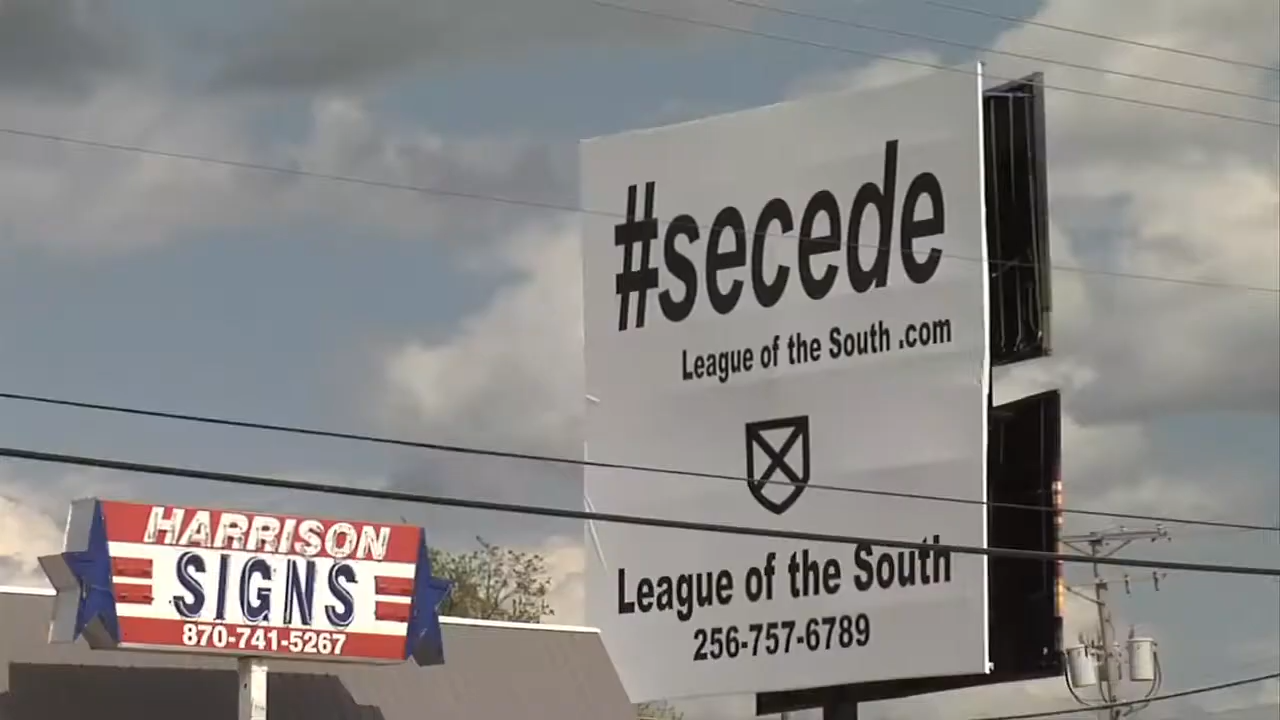 #secede
League of the South .com
League of the South
256-757-6789
HARRISON
SIGNS
870-741-5267